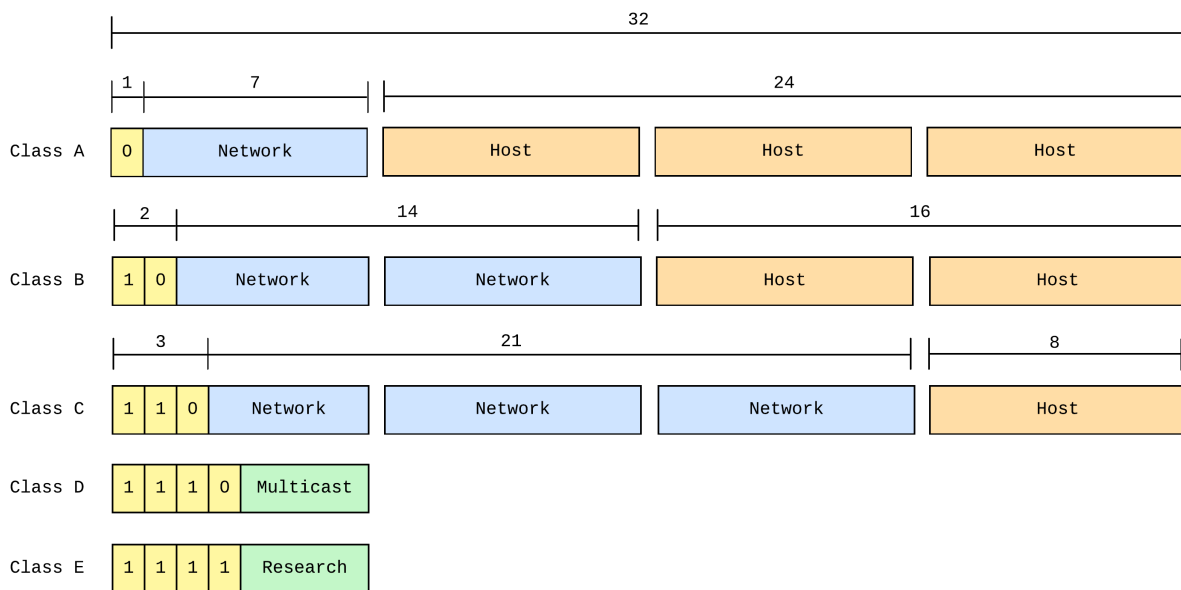 32
1 7 24
Class A 0 Network Host Host Host
2 14 16
Class B 1 0 Network Network Host Host
3 21 8
Class C 1 1 0 Network Network Network Host
Class D 1 1 1 0 Multicast
Class E 1 1 1 1 Research